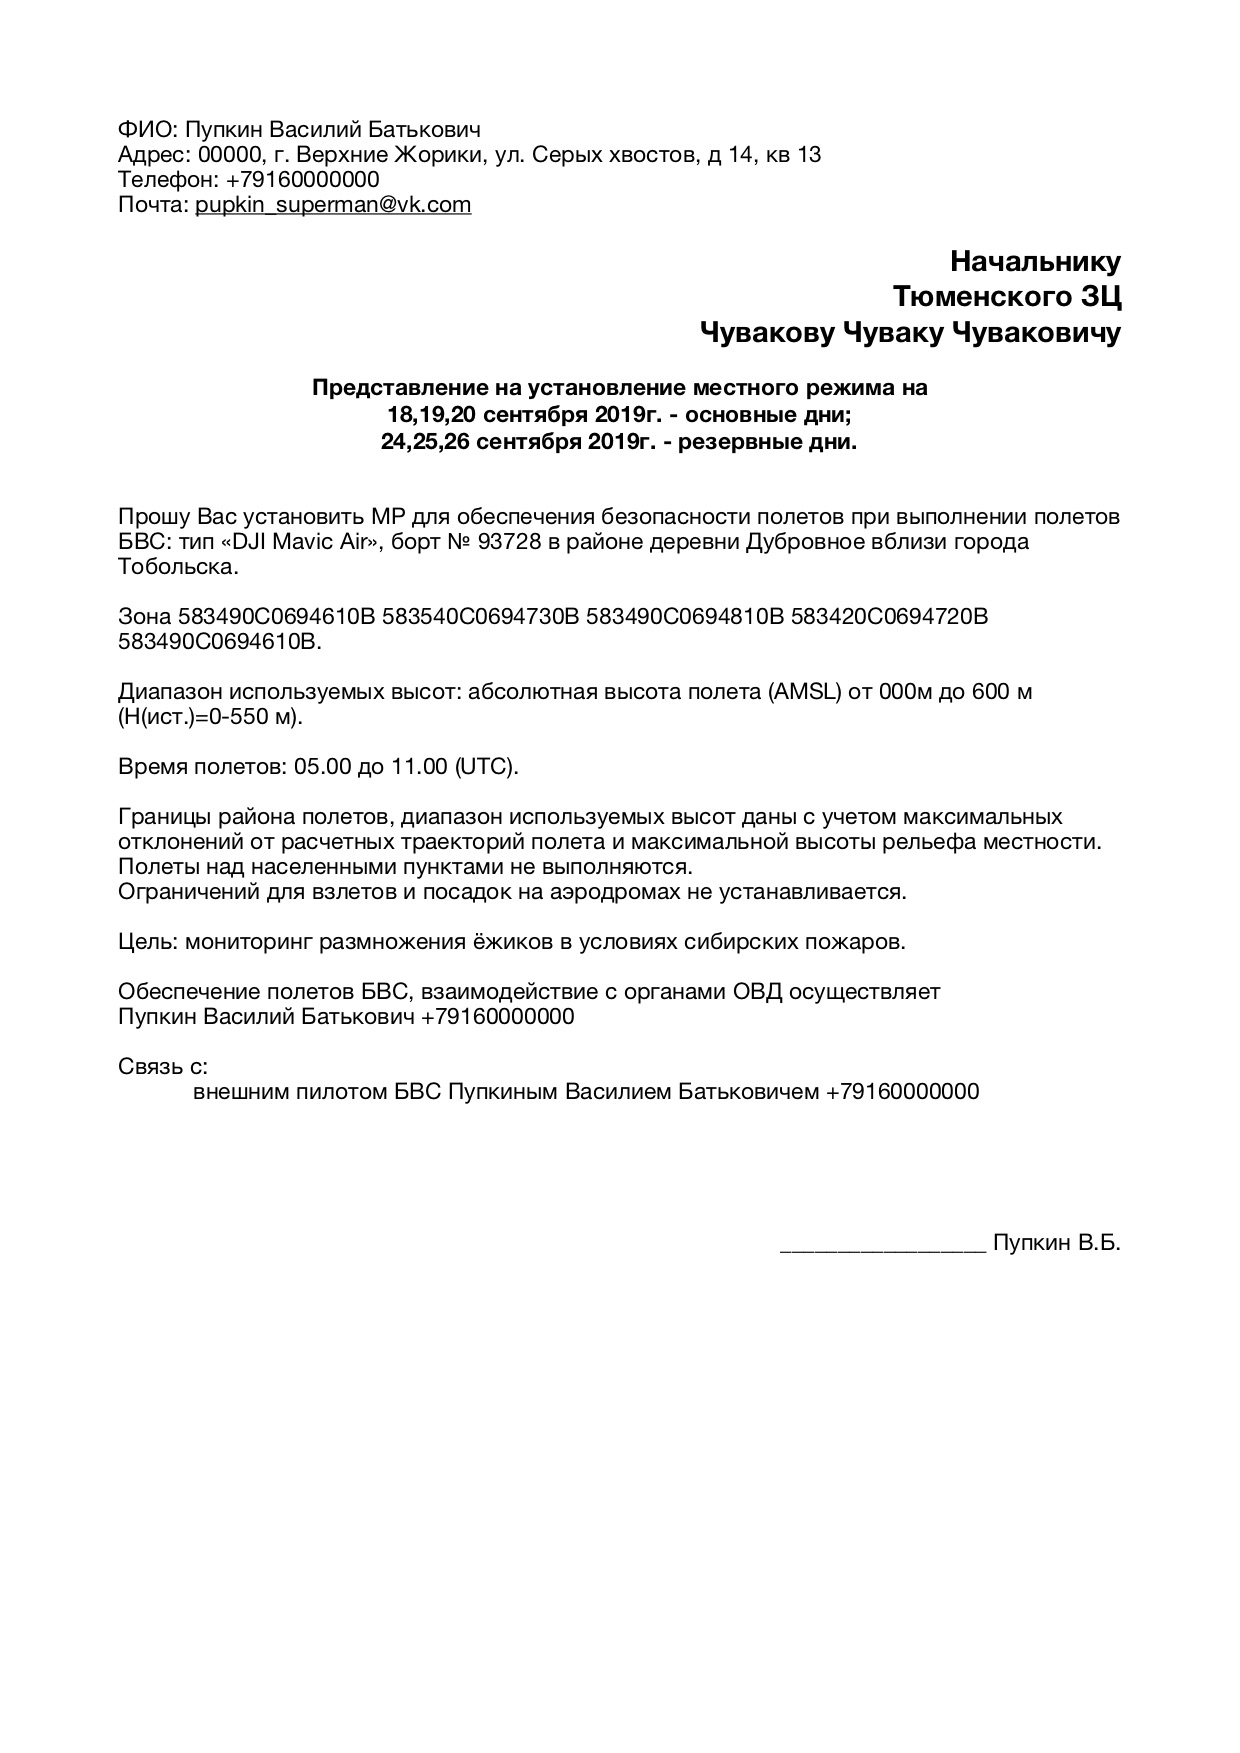 ФИО: Пупкин Василий Батькович
Адрес: 00000, г. Верхние Жорики, ул. Серых хвостов, д 14, кв 13
Телефон: +79160000000
Почта: pupkin_superman@vk.com
Начальнику
Тюменского ЗЦ
Чувакову Чуваку Чуваковичу
Представление на установление местного режима на
18,19,20 сентября 2019г. - основные дни;
24,25,26 сентября 2019г. - резервные дни.
Прошу Вас установить МР для обеспечения безопасности полетов при выполнении полетов
БВС: тип «DJI Mavic Air», борт № 93728 в районе деревни Дубровное вблизи города
Тобольска.
Зона 583490С0694610В 583540С0694730В 583490С0694810В 583420С0694720В
583490С0694610В.
Диапазон используемых высот: абсолютная высота полета (AMSL) от 000м до 600 м
(Н(ист.)=0-550 м).
Время полетов: 05.00 до 11.00 (UTC).
Границы района полетов, диапазон используемых высот даны с учетом максимальных
отклонений от расчетных траекторий полета и максимальной высоты рельефа местности.
Полеты над населенными пунктами не выполняются.
Ограничений для взлетов и посадок на аэродромах не устанавливается.
Цель: мониторинг размножения ёжиков в условиях сибирских пожаров.
Обеспечение полетов БВС, взаимодействие с органами ОВД осуществляет
Пупкин Василий Батькович +79160000000
Связь с:
внешним пилотом БВС Пупкиным Василием Батьковичем +79160000000
__________________ Пупкин В.Б.